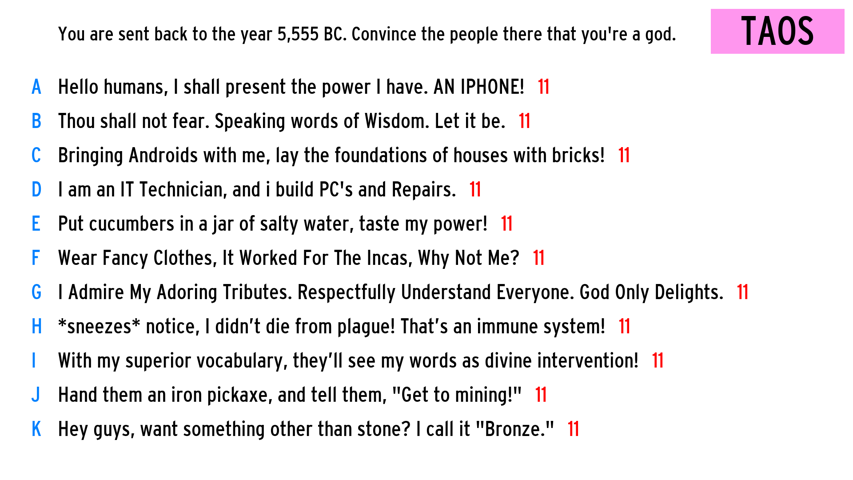 You are sent back to the year 5,555 BC. Convince the people there that you're a god.
TAOS
A Hello humans, I shall present the power I have. AN IPHONE! 11
B Thou shall not fear. Speaking words of Wisdom. Let it be. 11
C Bringing Androids with me, lay the foundations of houses with bricks! 11
D I am an IT Technician, and i build PC's and Repairs. 11
E Put cucumbers in a jar of salty water, taste my power! 11
F Wear Fancy Clothes, It Worked For The Incas, Why Not Me? 11
G I Admire My Adoring Tributes. Respectfully Understand Everyone. God Only Delights. 11
H *sneezes* notice, I didn’t die from plague! That’s an immune system! 11
I With my superior vocabulary, they’ll see my words as divine intervention! 11
J Hand them an iron pickaxe, and tell them, "Get to mining!" 11
K Hey guys, want something other than stone? I call it "Bronze." 11